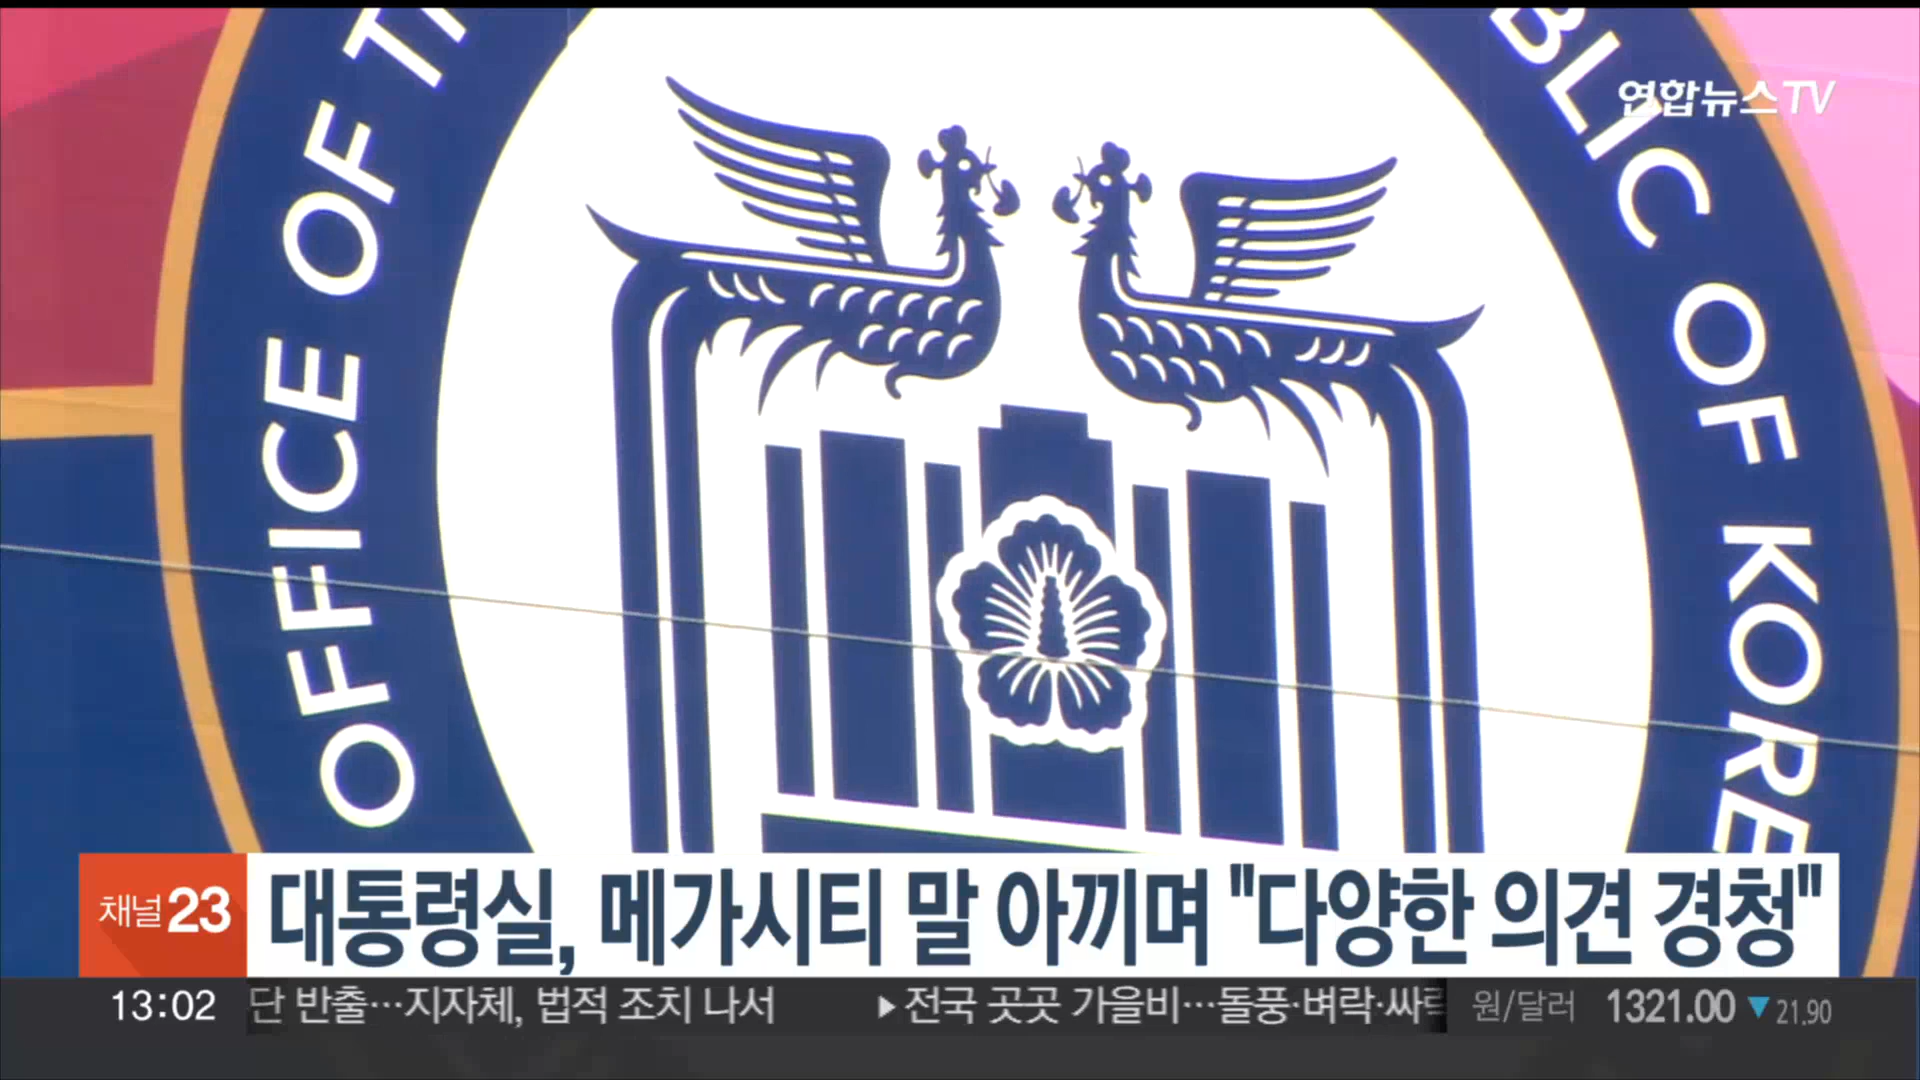 OFFICE OF
BLIC OF KORE
연합뉴스TV
채널 23
대통령실, 메가시티 말 아끼며 "다양한 의견 경청"
13:02 단 반출…지자체, 법적 조치 나서 ▶전국 곳곳 가을비…돌풍·벼락· 원/달러 1321.00 ▼ 21.90